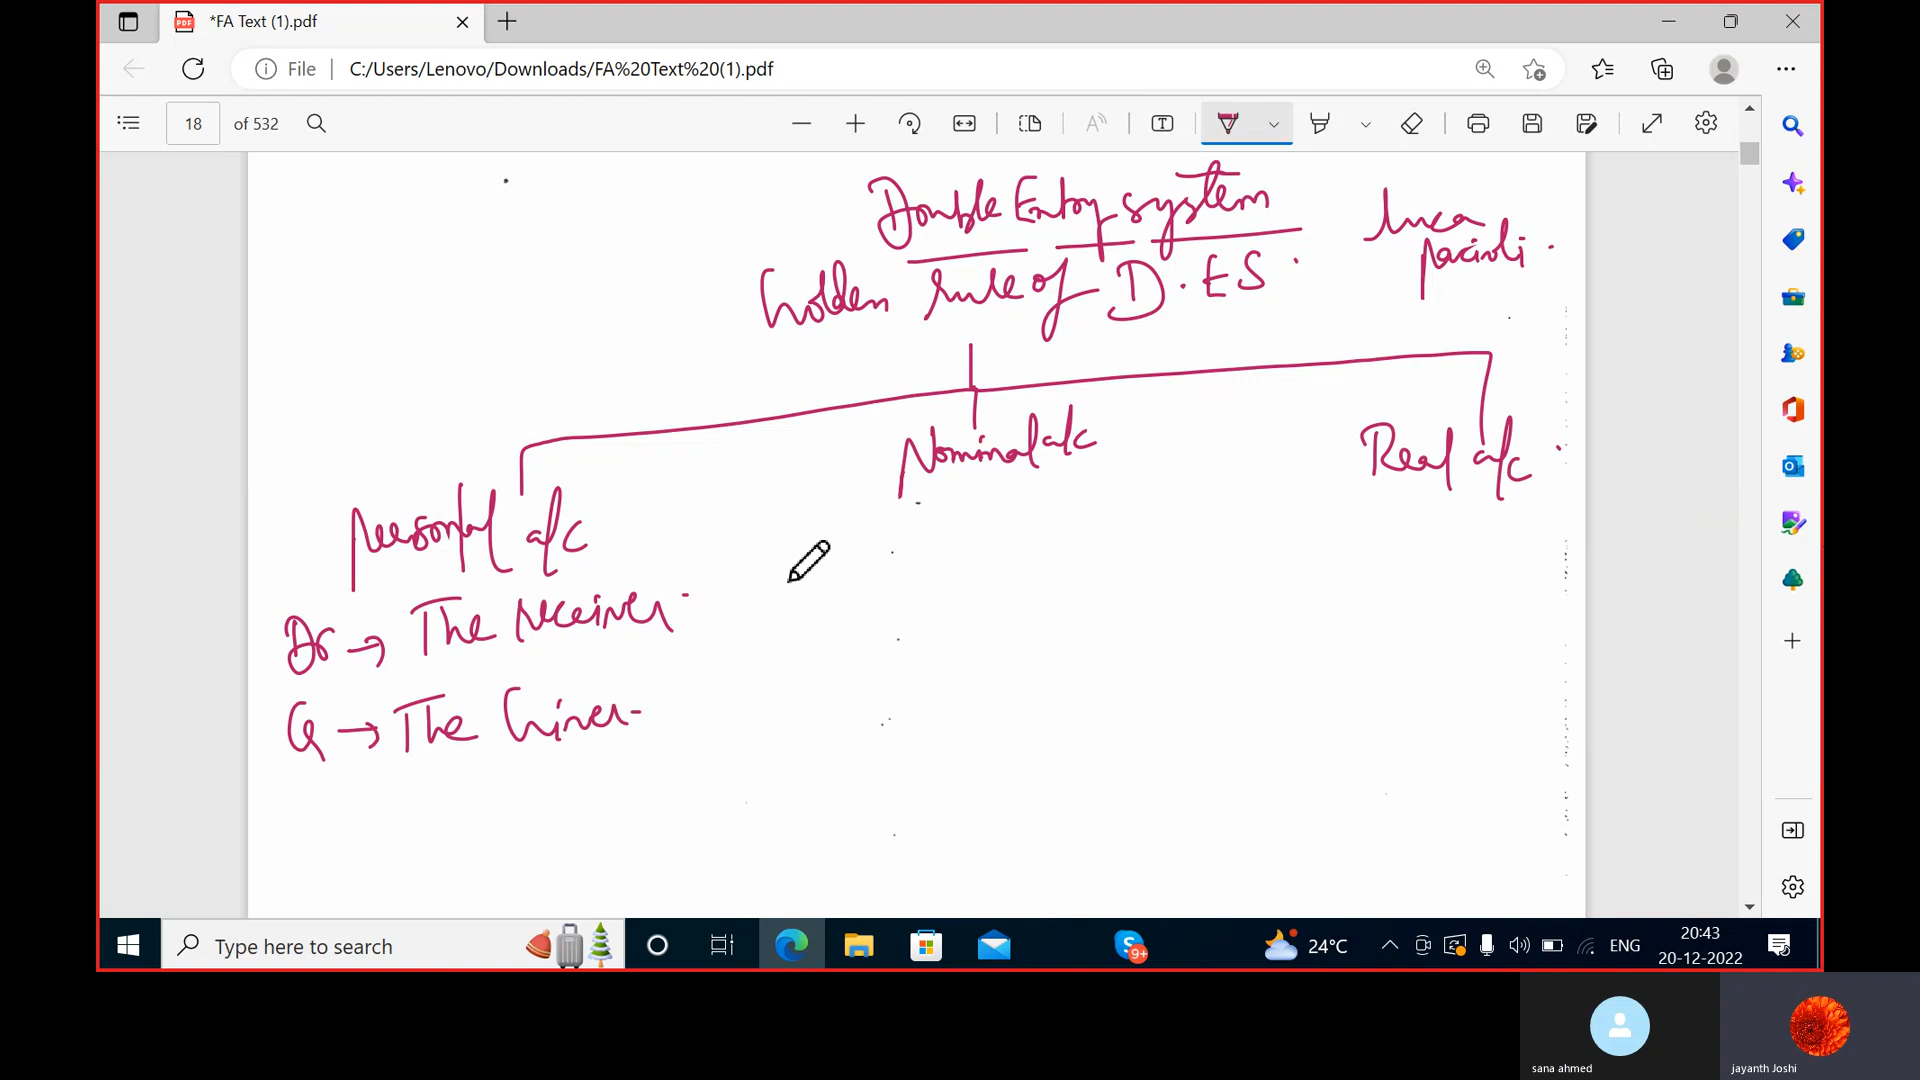 *FA Text (1).pdf
File | C:/Users/Lenovo/Downloads/FA%20Text%20(1).pdf
18 of 532
Double Entry system
Luca
pacioli.
Golden rule of D.ES.
Nominal a/c
Real a/c.
Personal a/c
Dr → The receiver.
Cr → The Giver-
Type here to search
9+
24°C
ENG
20:43
20-12-2022
sana ahmed
jayanth Joshi